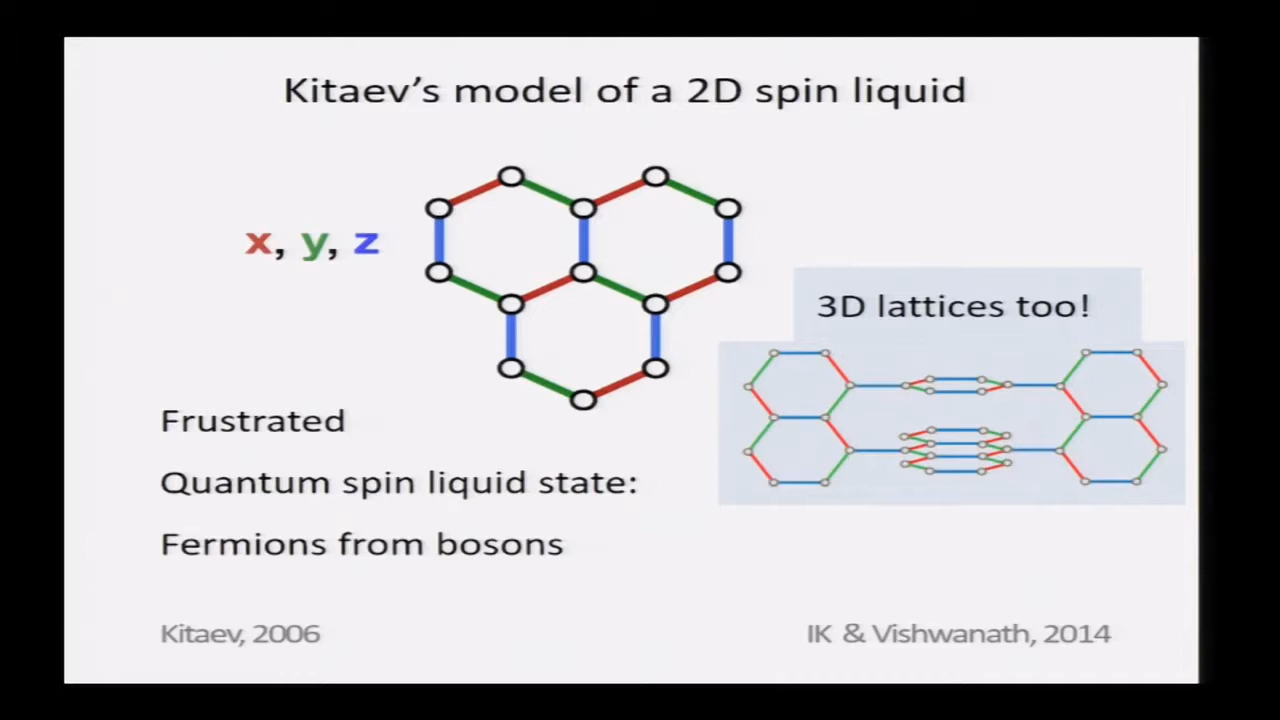 Kitaev's model of a 2D spin liquid
x, y, z
3D lattices too!
Frustrated
Quantum spin liquid state:
Fermions from bosons
Kitaev, 2006
IK & Vishwanath, 2014